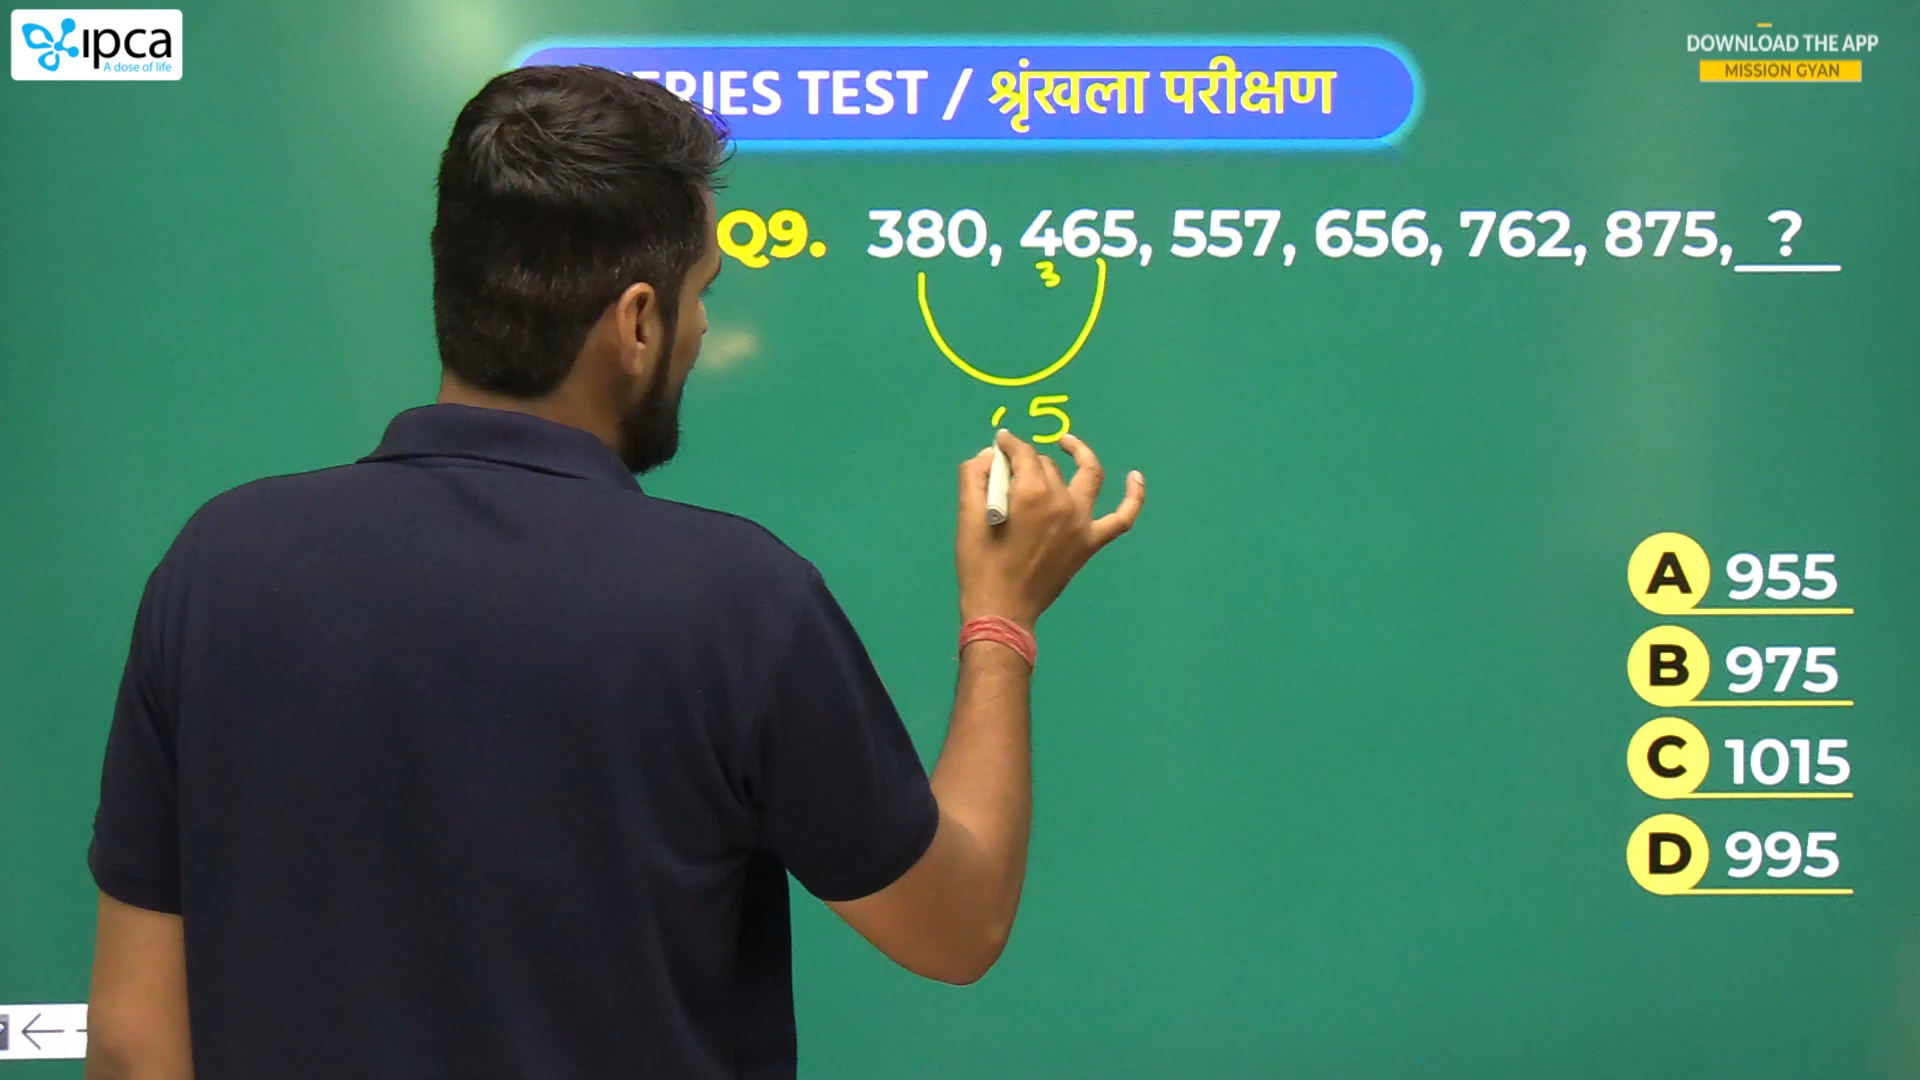 ipca
A dose of life
DOWNLOAD THE APP
MISSION GYAN
TEST / श्रृंखला परीक्षण
Q9. 380, 465, 557, 656, 762, 875, ?
3
5
A 955
B 975
C 1015
D 995